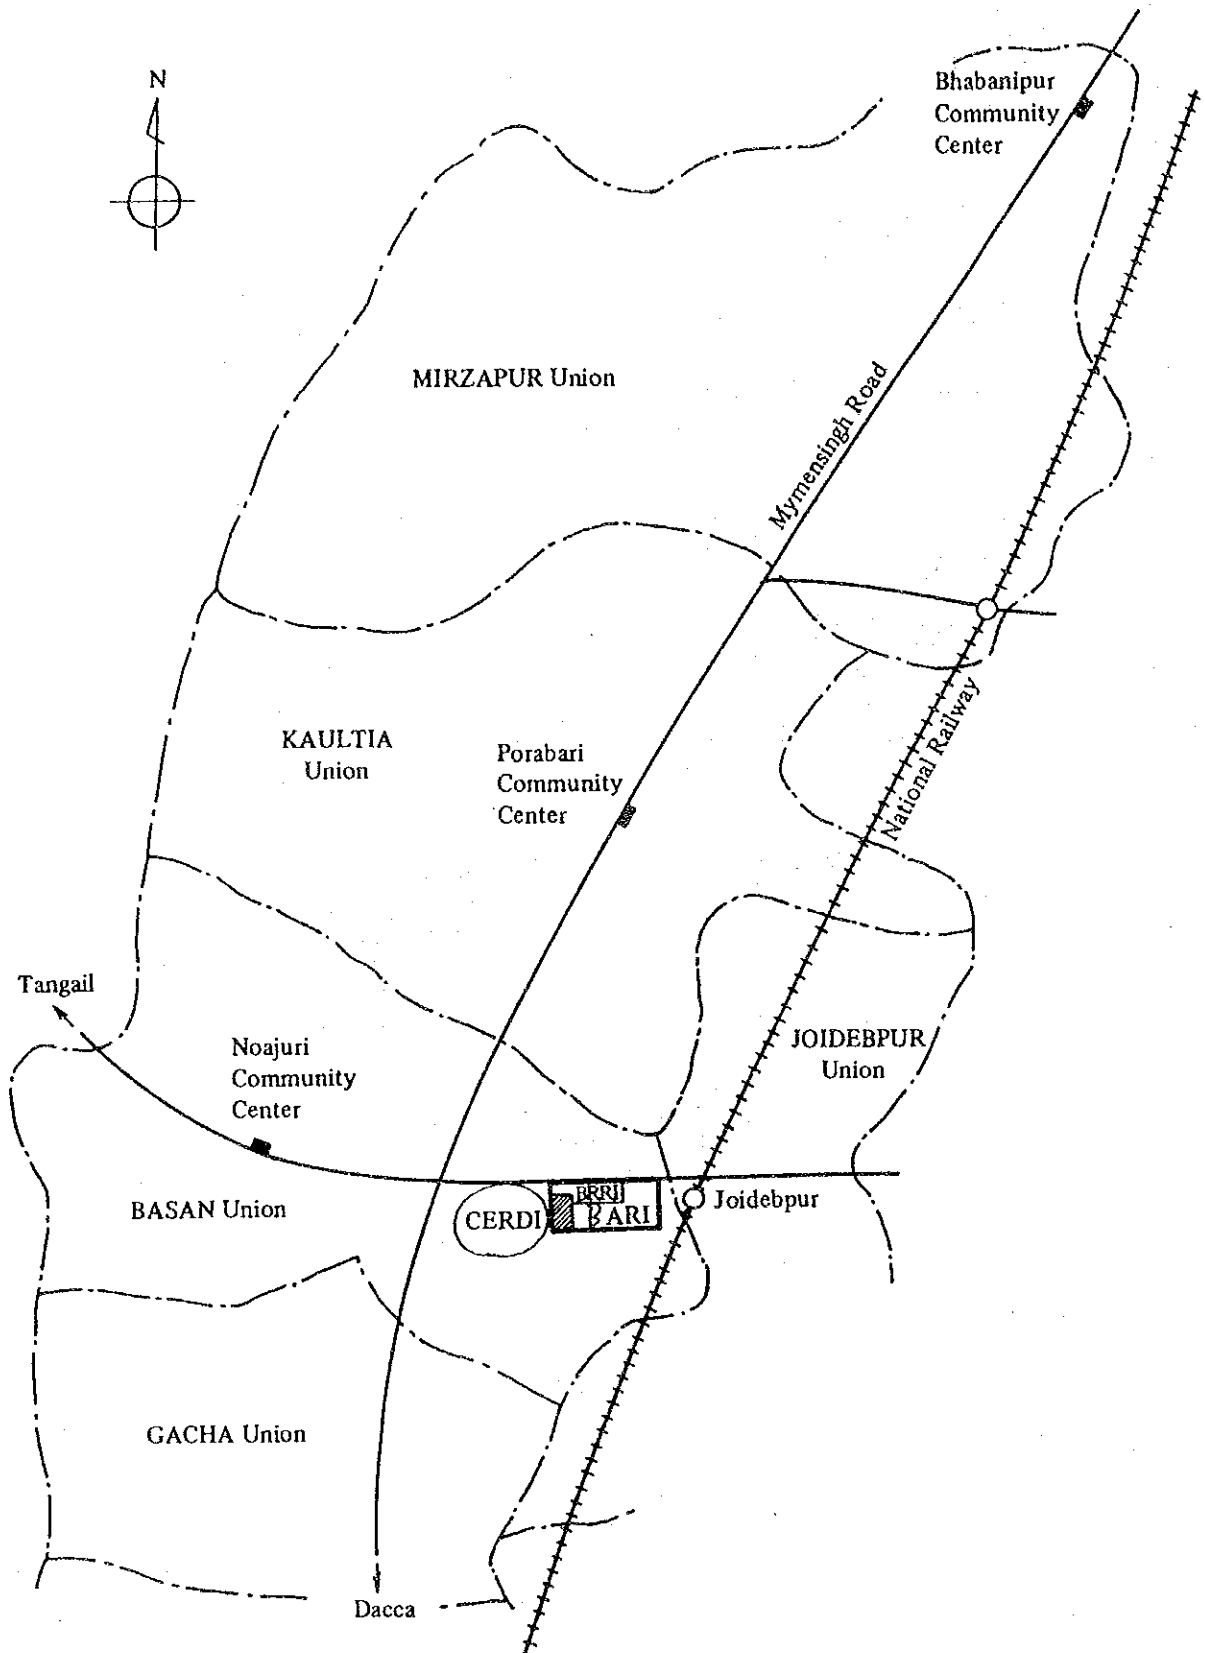 N
Bhabanipur
Community
Center
MIRZAPUR Union
Mymensingh Road
KAULTIA
Union
Porabari
Community
Center
National Railway
Tangail
Noajuri
Community
Center
JOIDEBPUR
Union
BASAN Union
CERDI
BRRI
BARI
Joidebpur
GACHA Union
Dacca